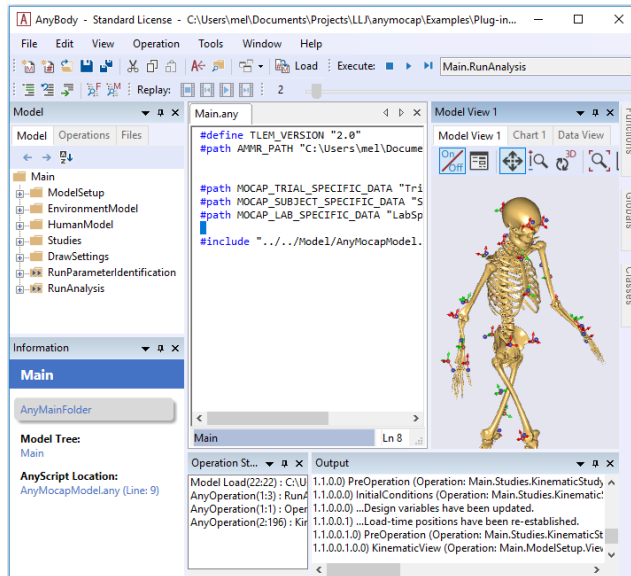 AnyBody - Standard License - C:\Users\mel\Documents\Projects\LLJ\anymocap\Examples\Plug-in...
File Edit View Operation Tools Window Help
Load Execute: Main.RunAnalysis
Replay: 2
Model
Model Operations Files
Main
ModelSetup
EnvironmentModel
HumanModel
Studies
DrawSettings
RunParameterIdentification
RunAnalysis
Information
Main
AnyMainFolder
Model Tree:
Main
AnyScript Location:
AnyMocapModel.any (Line: 9)
Main.any
#define TLEM_VERSION "2.0"
#path AMMR_PATH "C:\Users\mel\Docume
#path MOCAP_TRIAL_SPECIFIC_DATA "Tri
#path MOCAP_SUBJECT_SPECIFIC_DATA "S
#path MOCAP_LAB_SPECIFIC_DATA "LabSp
#include "../../Model/AnyMocapModel.
Main Ln 8
Model View 1
Model View 1 Chart 1 Data View
On
Off
3D
Globals
Classes
Operation St...
Model Load(22:22) : C:\U
AnyOperation(1:3) : RunA
AnyOperation(1:1) : Oper
AnyOperation(2:196) : Kir
Output
1.1.0.0) PreOperation (Operation: Main.Studies.KinematicStudy
1.1.0.0.0) InitialConditions (Operation: Main.Studies.Kinematic
1.1.0.0.0) ...Design variables have been updated.
1.1.0.0.1) ...Load-time positions have been re-established.
1.1.0.0.1.0) PreOperation (Operation: Main.Studies.KinematicSt
1.1.0.0.1.0.0) KinematicView (Operation: Main.ModelSetup.View